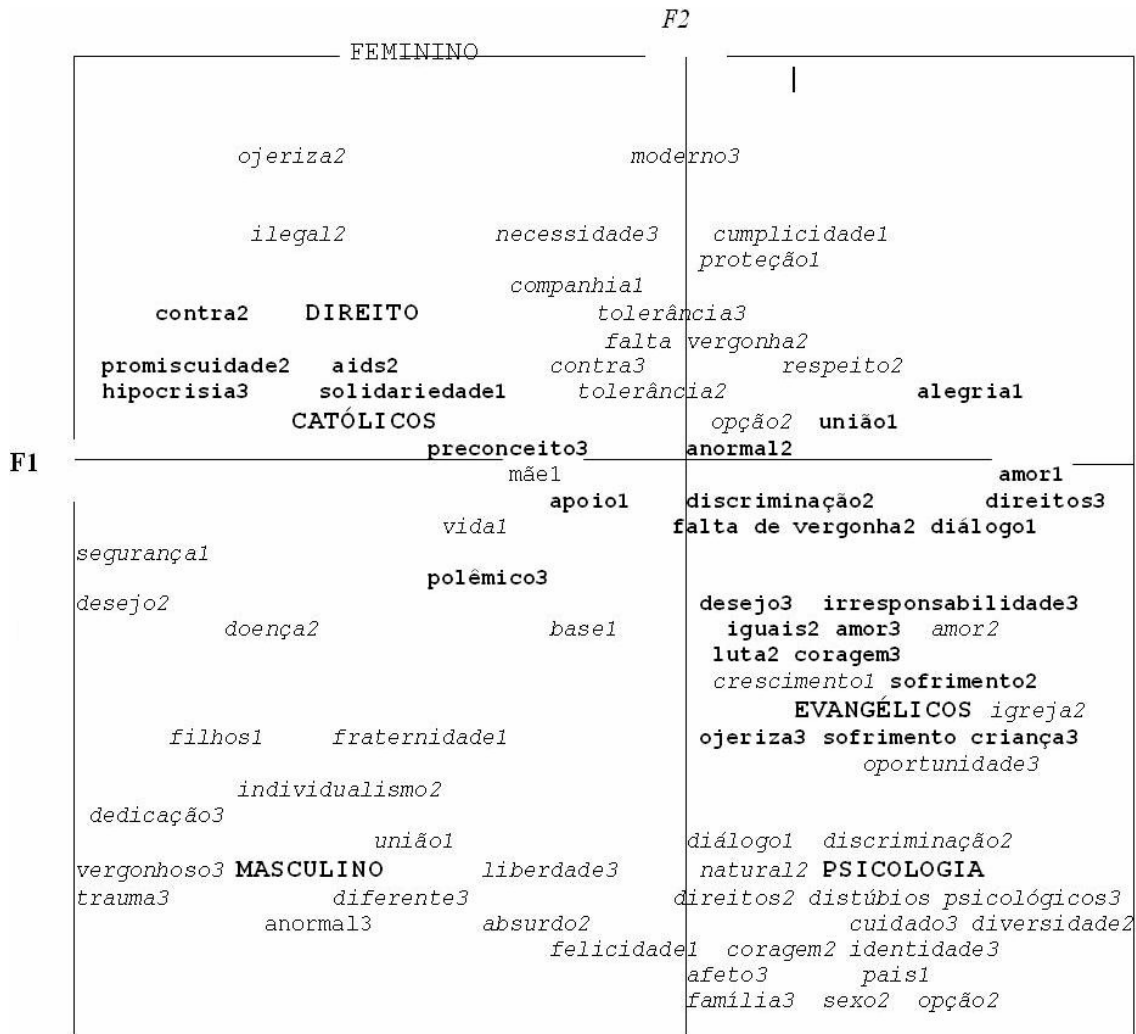 F2
FEMININO
ojeriza2 moderno3
ilegal2 necessidade3 cumplicidade1
proteção1
companhia1
contra2 DIREITO tolerância3
falta vergonha2
promiscuidade2 aids2 contra3 respeito2
hipocrisia3 solidariedade1 tolerância2 alegria1
CATÓLICOS opção2 união1
preconceito3 anormal2
F1
mãe1 amor1
apoio1 discriminação2 direitos3
vida1 falta de vergonha2 diálogo1
segurança1
polêmico3
desejo2 desejo3 irresponsabilidade3
doença2 base1 iguais2 amor3 amor2
luta2 coragem3
crescimento1 sofrimento2
EVANGÉLICOS igreja2
filhos1 fraternidade1 ojeriza3 sofrimento criança3
oportunidade3
individualismo2
dedicação3
união1 diálogo1 discriminação2
vergonhoso3 MASCULINO liberdade3 natural2 PSICOLOGIA
trauma3 diferente3 direitos2 distúbios psicológicos3
anormal3 absurdo2 cuidado3 diversidade2
felicidade1 coragem2 identidade3
afeto3 pais1
família3 sexo2 opção2